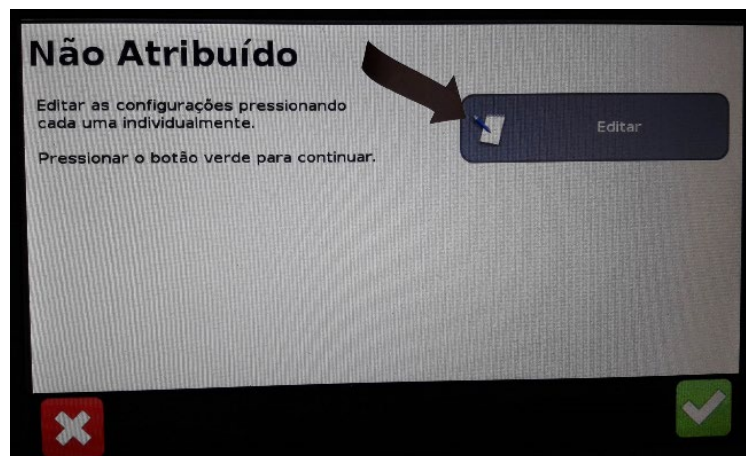 Não Atribuído
Editar as configurações pressionando
cada uma individualmente.
Pressionar o botão verde para continuar.
Editar